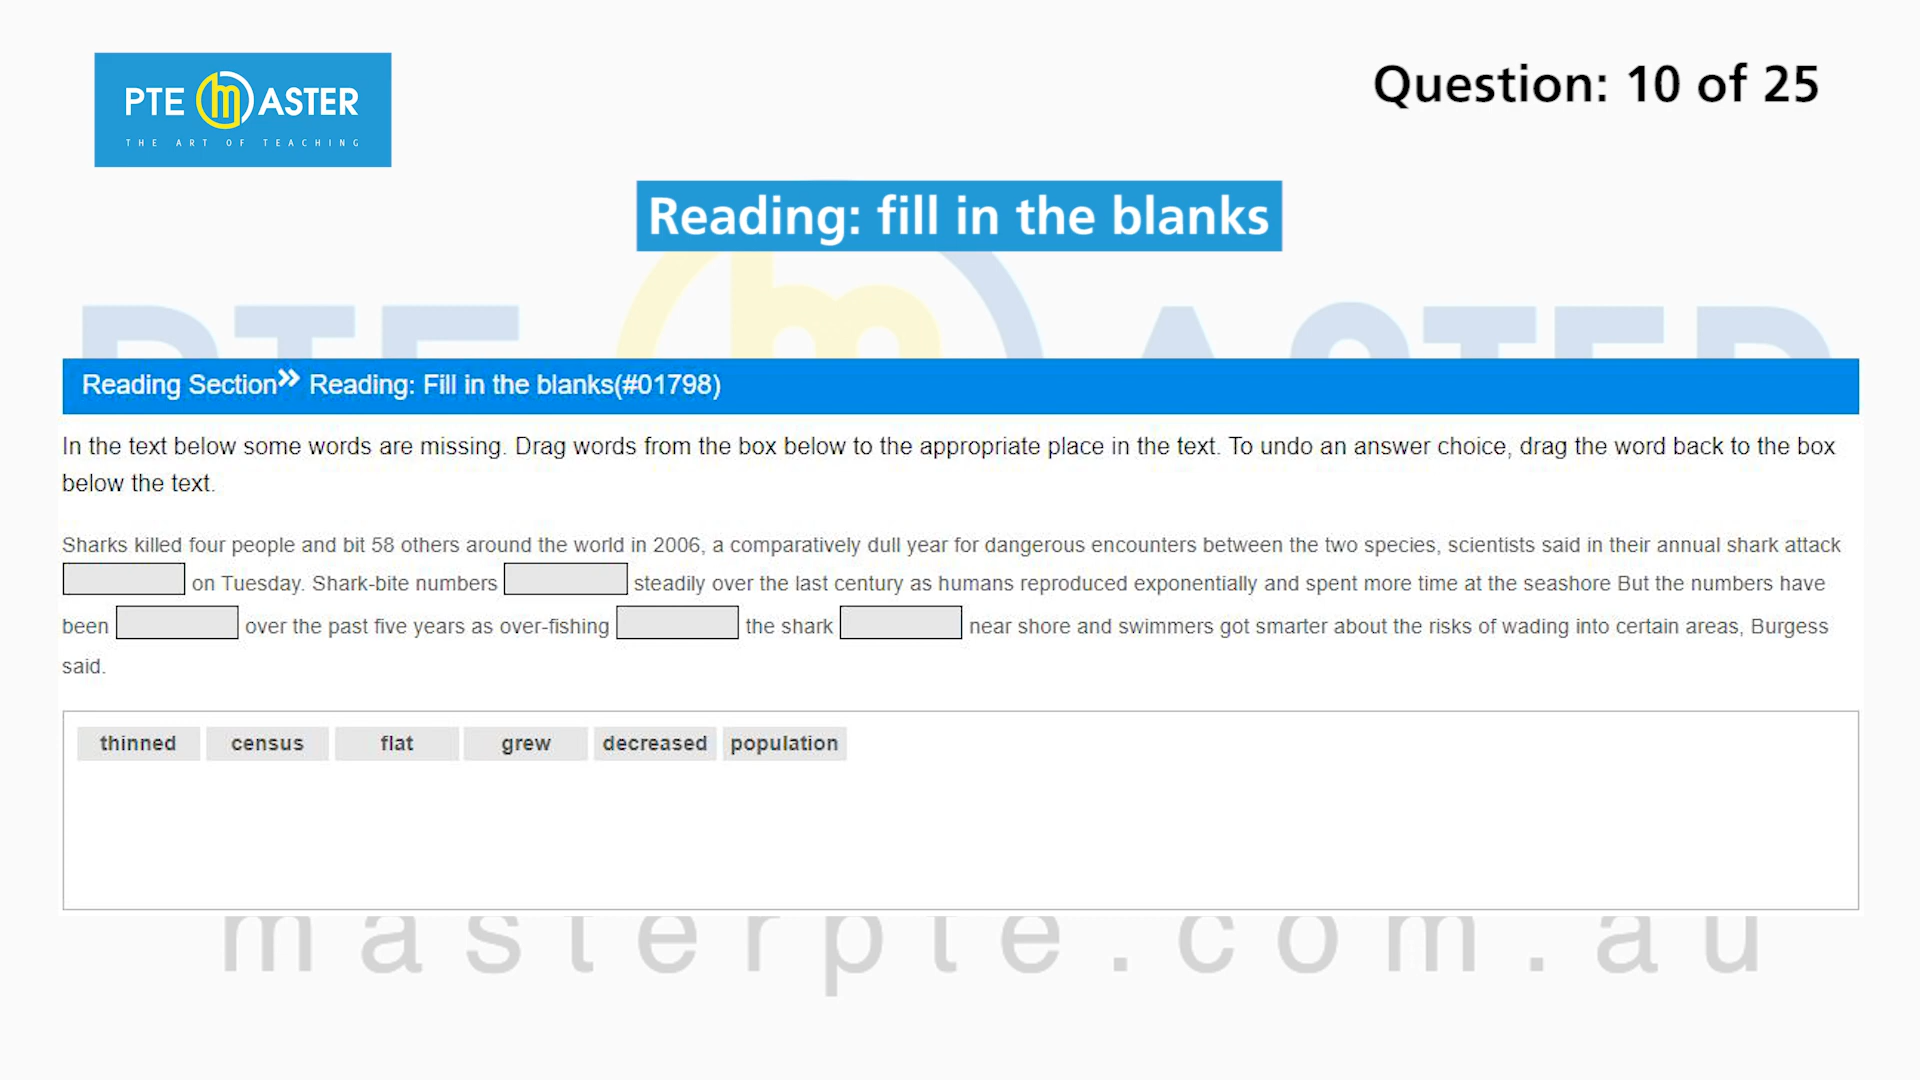 PTE MASTER
THE ART OF TEACHING
Question: 10 of 25
Reading: fill in the blanks
PTE MASTER
Reading Section» Reading: Fill in the blanks(#01798)
In the text below some words are missing. Drag words from the box below to the appropriate place in the text. To undo an answer choice, drag the word back to the box
below the text.
Sharks killed four people and bit 58 others around the world in 2006, a comparatively dull year for dangerous encounters between the two species, scientists said in their annual shark attack
on Tuesday. Shark-bite numbers steadily over the last century as humans reproduced exponentially and spent more time at the seashore But the numbers have
been over the past five years as over-fishing the shark near shore and swimmers got smarter about the risks of wading into certain areas, Burgess
said.
thinned census flat grew decreased population
masterpte.com.au